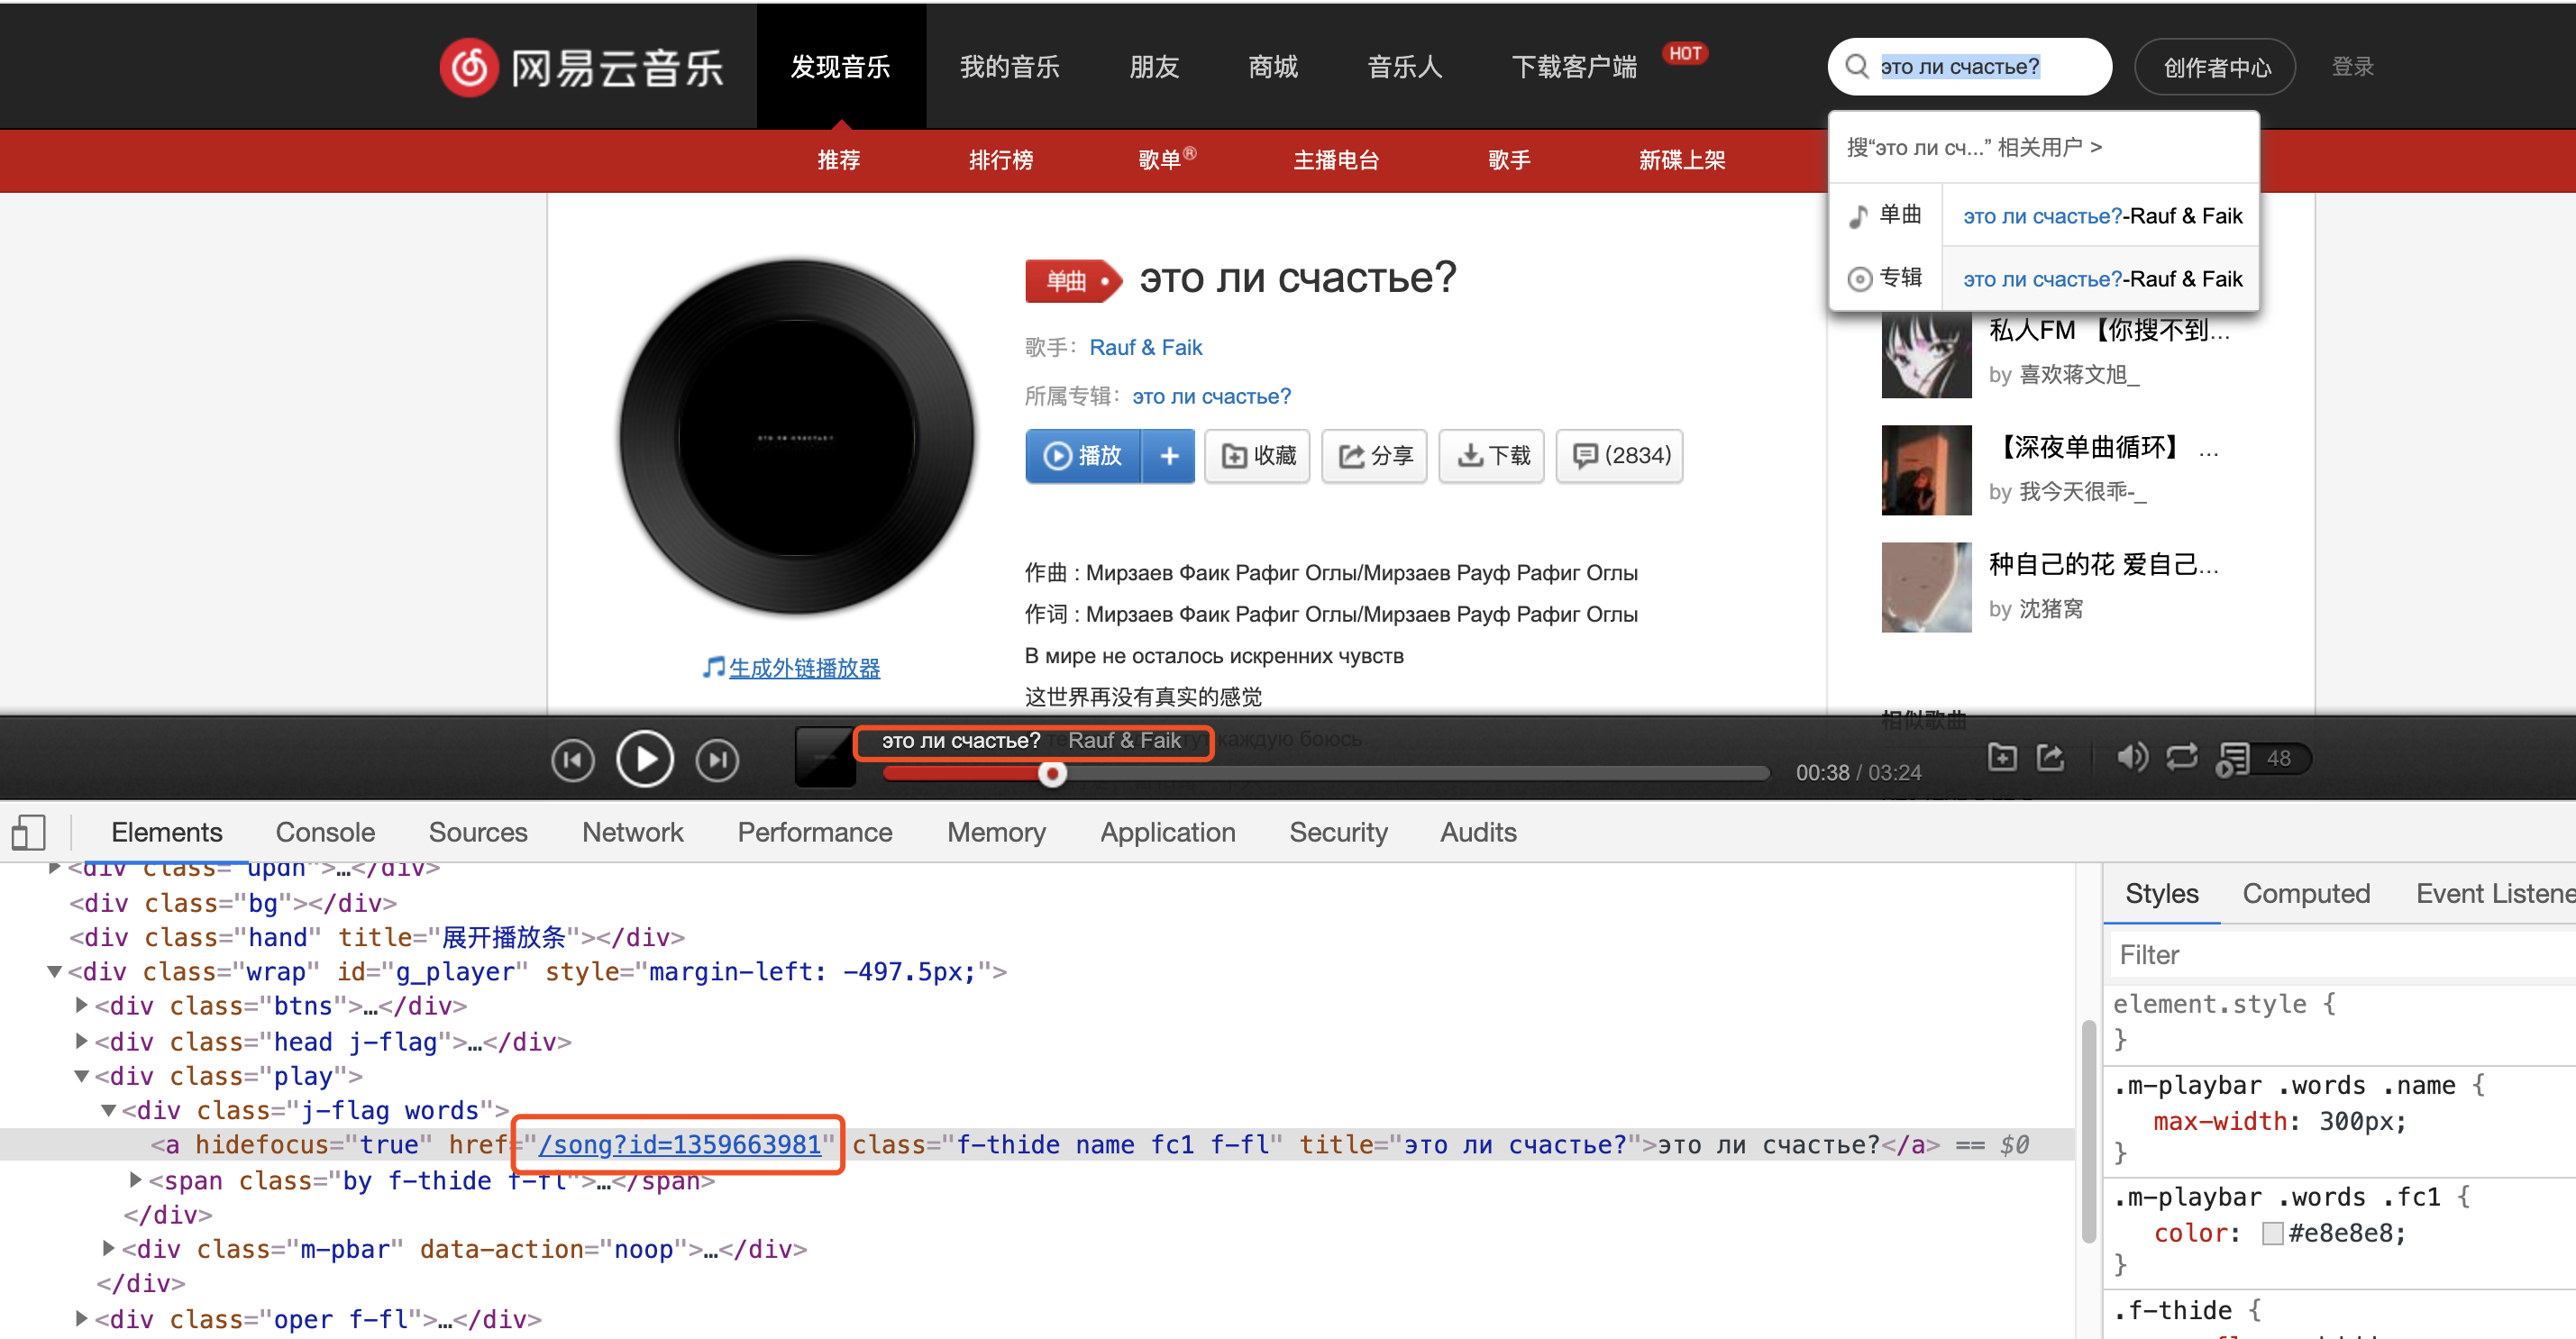 网易云音乐
发现音乐
我的音乐
朋友
商城
音乐人
下载客户端
HOT
это ли счастье?
创作者中心
登录
推荐
排行榜
歌单®
主播电台
歌手
新碟上架
搜“это ли сч...” 相关用户 >
单曲
это ли счастье?-Rauf & Faik
专辑
это ли счастье?-Rauf & Faik
单曲
это ли счастье?
歌手：Rauf & Faik
所属专辑：это ли счастье?
播放
+
收藏
分享
下载
(2834)
作曲 : Мирзаев Фаик Рафиг Оглы/Мирзаев Рауф Рафиг Оглы
作词 : Мирзаев Фаик Рафиг Оглы/Мирзаев Рауф Рафиг Оглы
В мире не осталось искренних чувств
这世界再没有真实的感觉
生成外链播放器
私人FM 【你搜不到...
by 喜欢蒋文旭_
【深夜单曲循环】 ...
by 我今天很乖-_
种自己的花 爱自己...
by 沈猪窝
相似歌曲
это ли счастье? Rauf & Faik
каждую боюсь
00:38 / 03:24
48
Elements
Console
Sources
Network
Performance
Memory
Application
Security
Audits
<div class="updn">…</div>
<div class="bg"></div>
<div class="hand" title="展开播放条"></div>
<div class="wrap" id="g_player" style="margin-left: -497.5px;">
<div class="btns">…</div>
<div class="head j-flag">…</div>
<div class="play">
<div class="j-flag words">
<a hidefocus="true" href="/song?id=1359663981" class="f-thide name fc1 f-fl" title="это ли счастье?">это ли счастье?</a> == $0
<span class="by f-thide f-fl">…</span>
</div>
<div class="m-pbar" data-action="noop">…</div>
</div>
<div class="oper f-fl">…</div>
Styles
Computed
Event Listene
Filter
element.style {
}
.m-playbar .words .name {
max-width: 300px;
}
.m-playbar .words .fc1 {
color: #e8e8e8;
}
.f-thide {